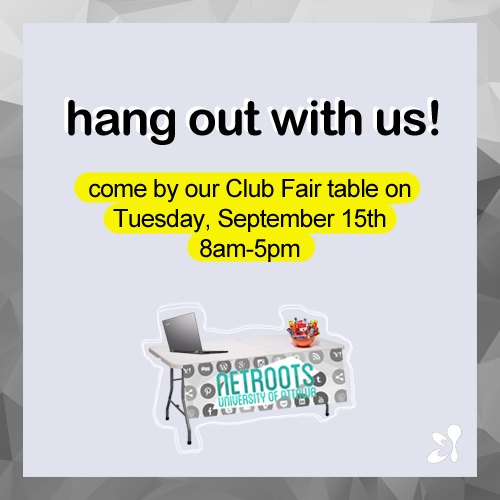 hang out with us!
come by our Club Fair table on
Tuesday, September 15th
8am-5pm
NETROOTS
UNIVERSITY OF OTTAWA